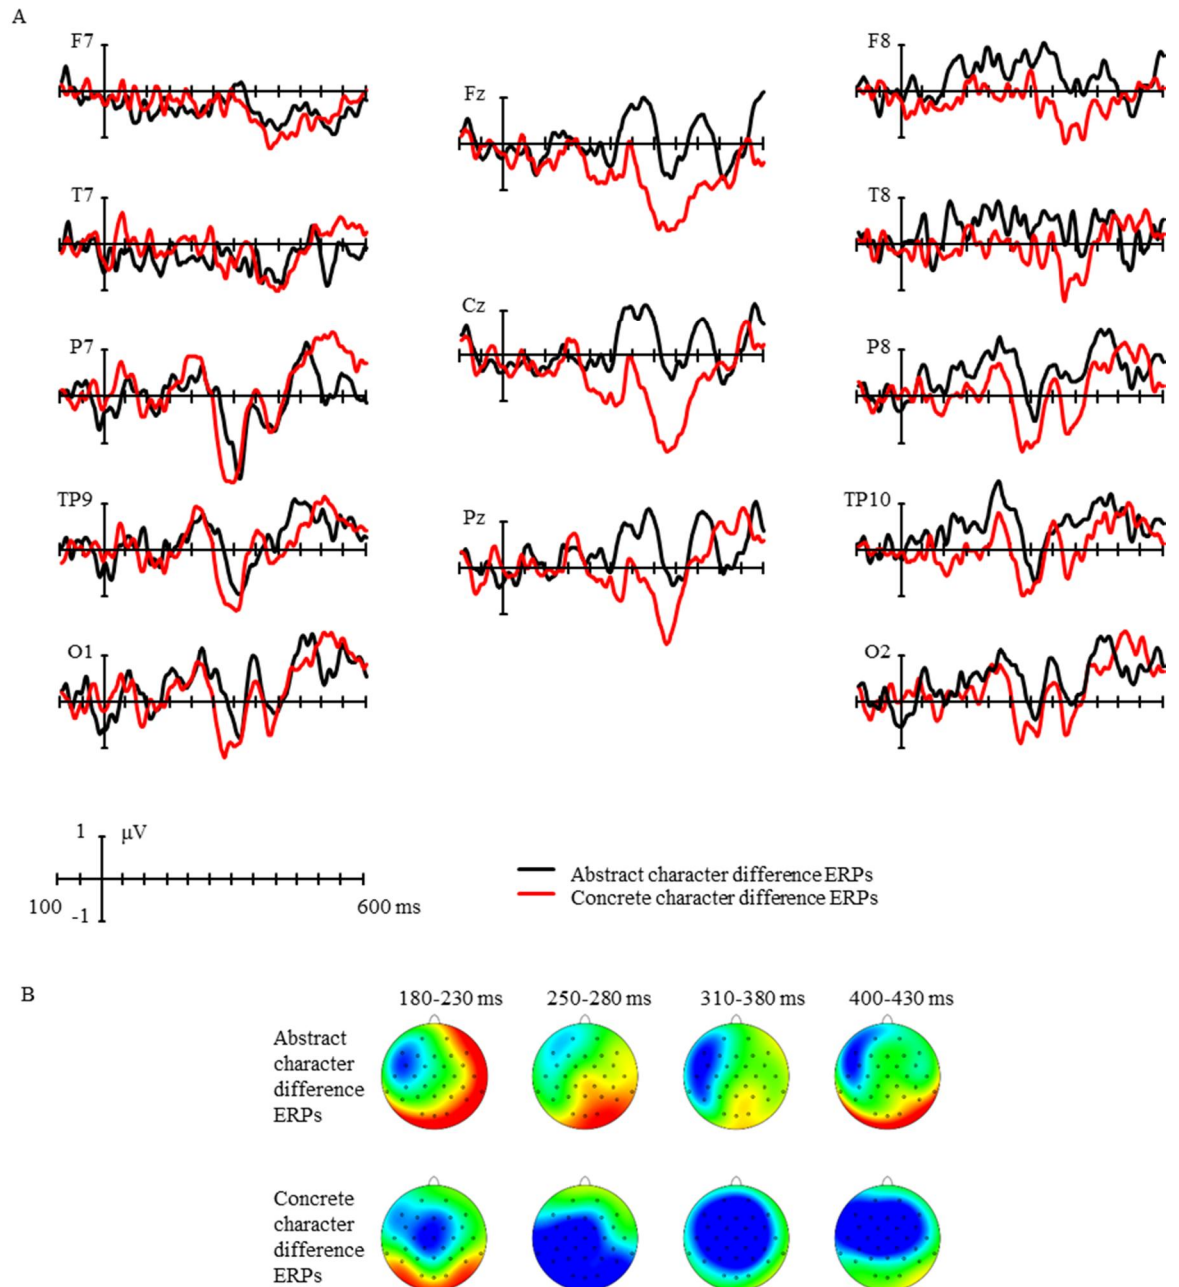 A
F7
F8
Fz
T7
T8
Cz
P7
P8
TP9
Pz
TP10
O1
O2
1 μV
100 -1 600 ms
Abstract character difference ERPs
Concrete character difference ERPs
B
180-230 ms 250-280 ms 310-380 ms 400-430 ms
Abstract
character
difference
ERPs
Concrete
character
difference
ERPs